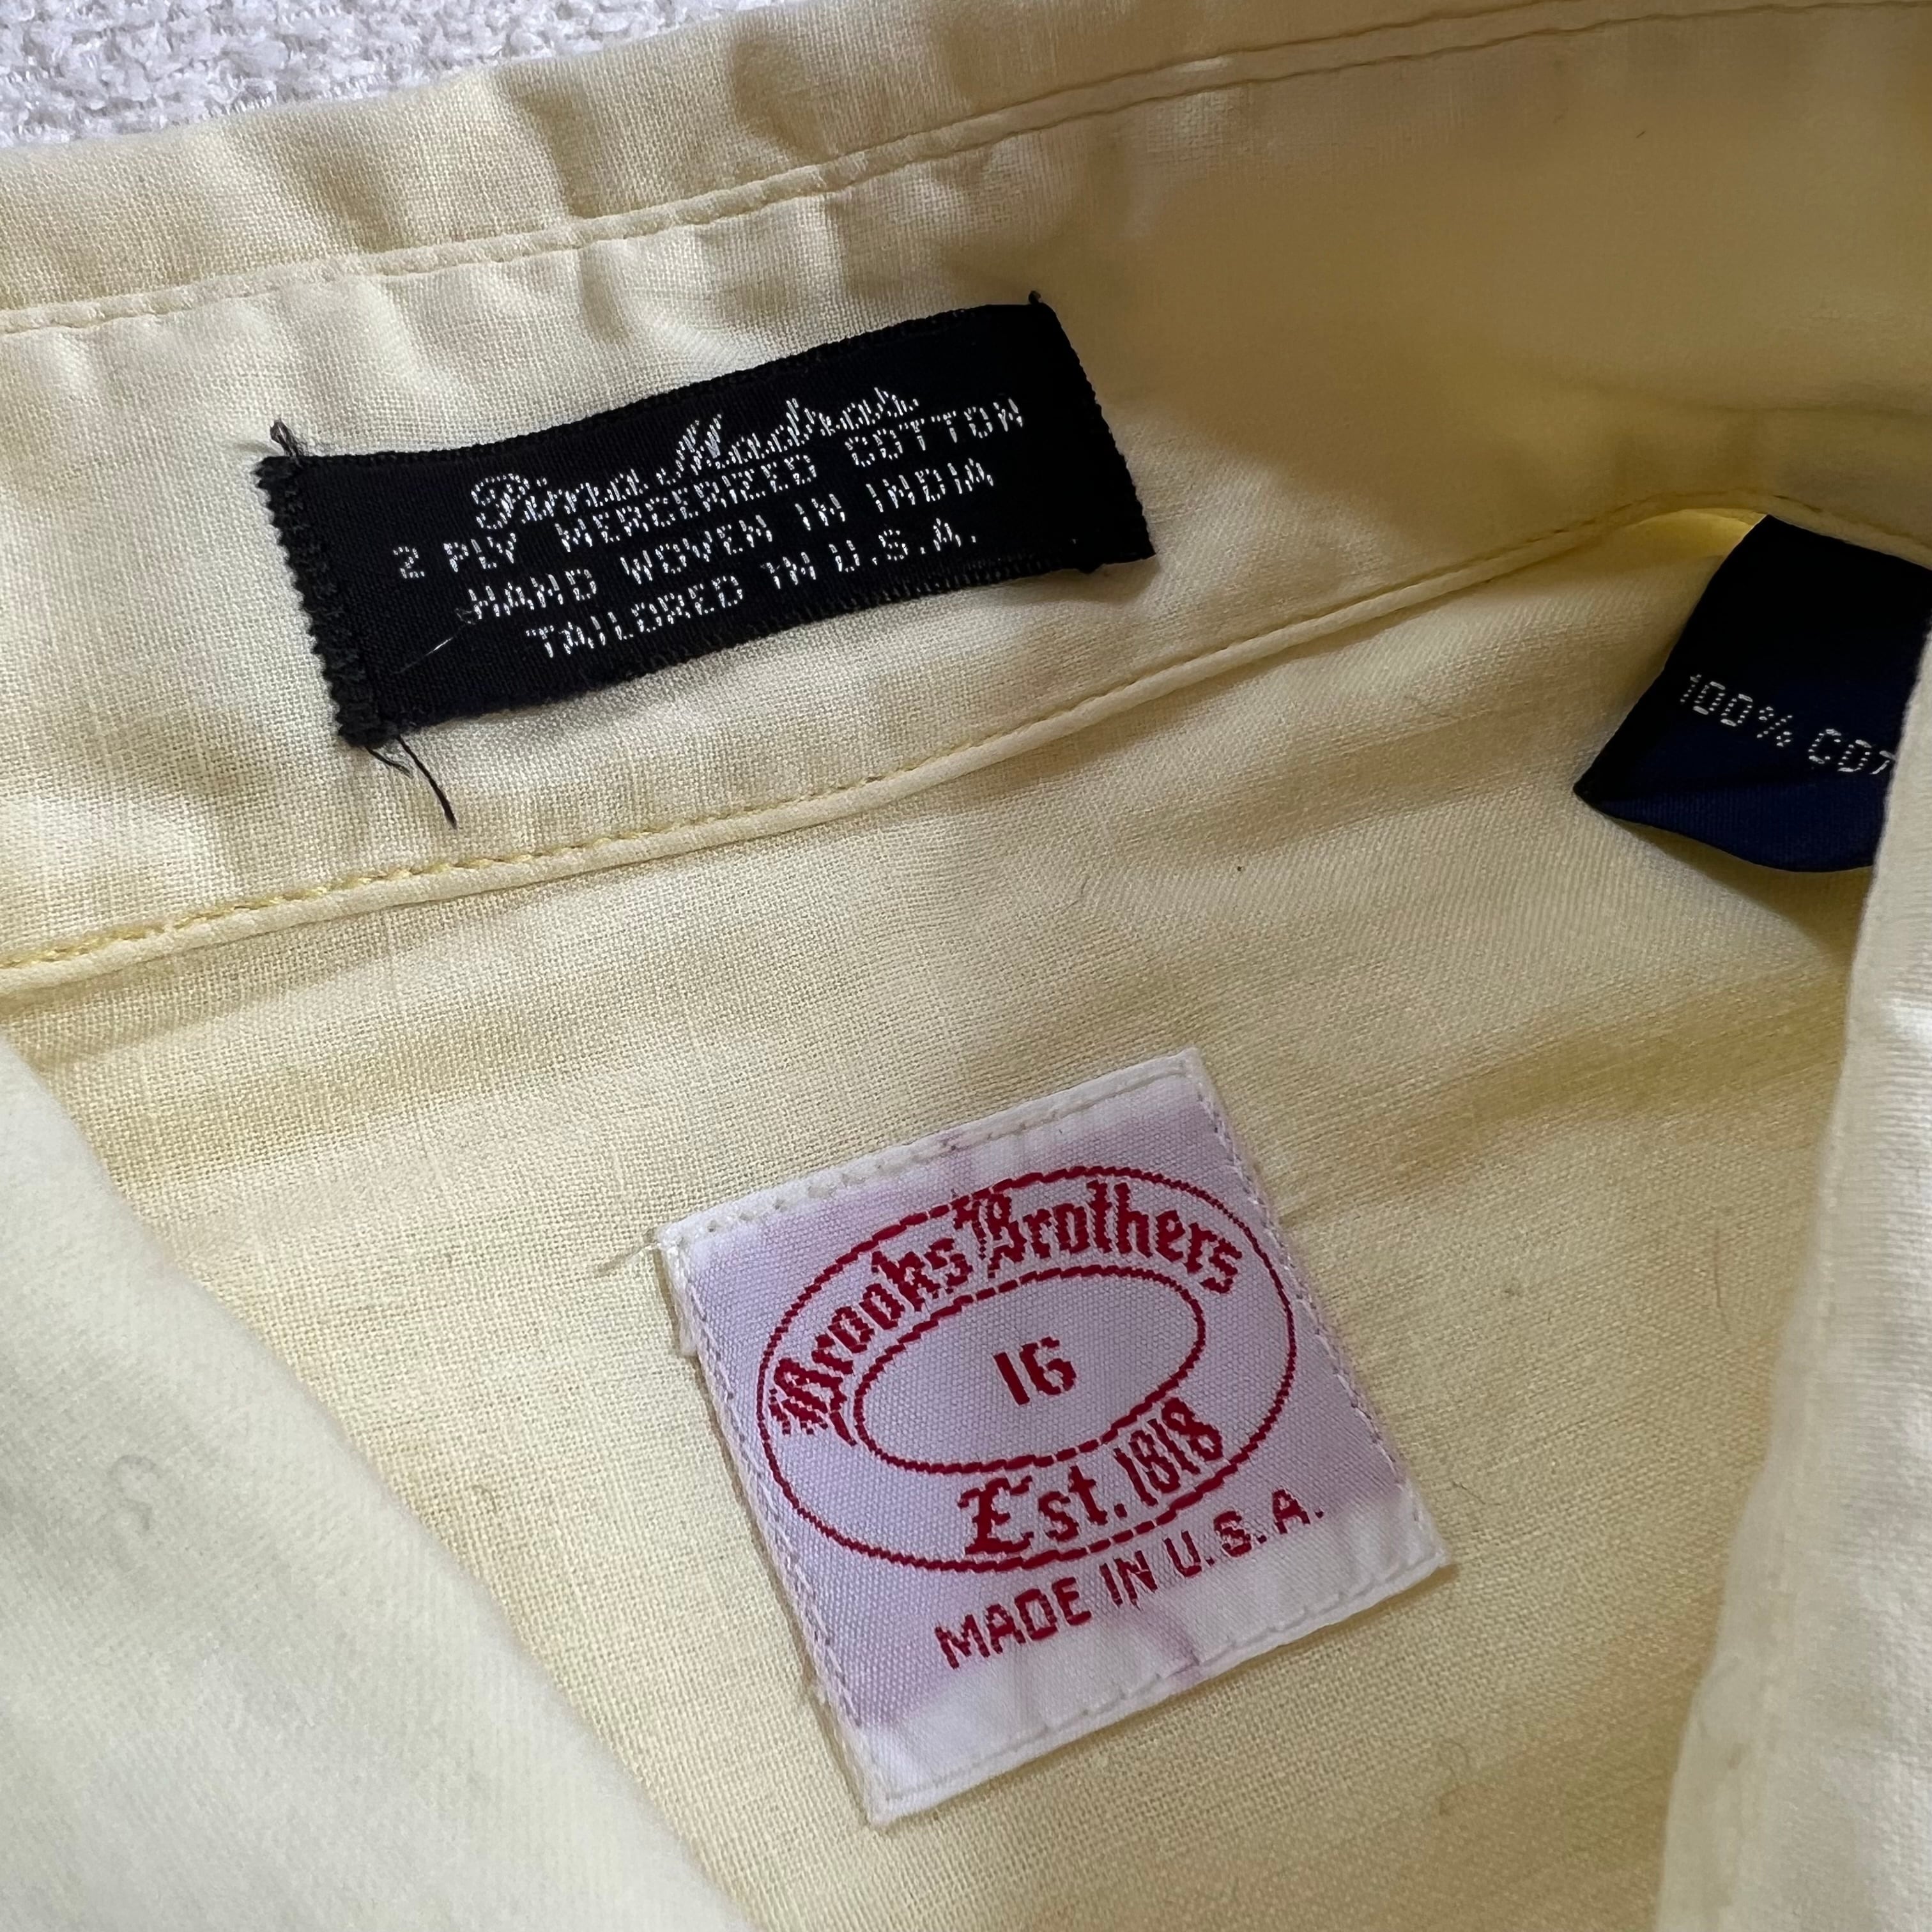 Pima Madras
2 PLY MERCERIZED COTTON
HAND WOVEN IN INDIA
TAILORED IN U.S.A.
100% COT
Brooks Brothers
16
Est. 1818
MADE IN U.S.A.